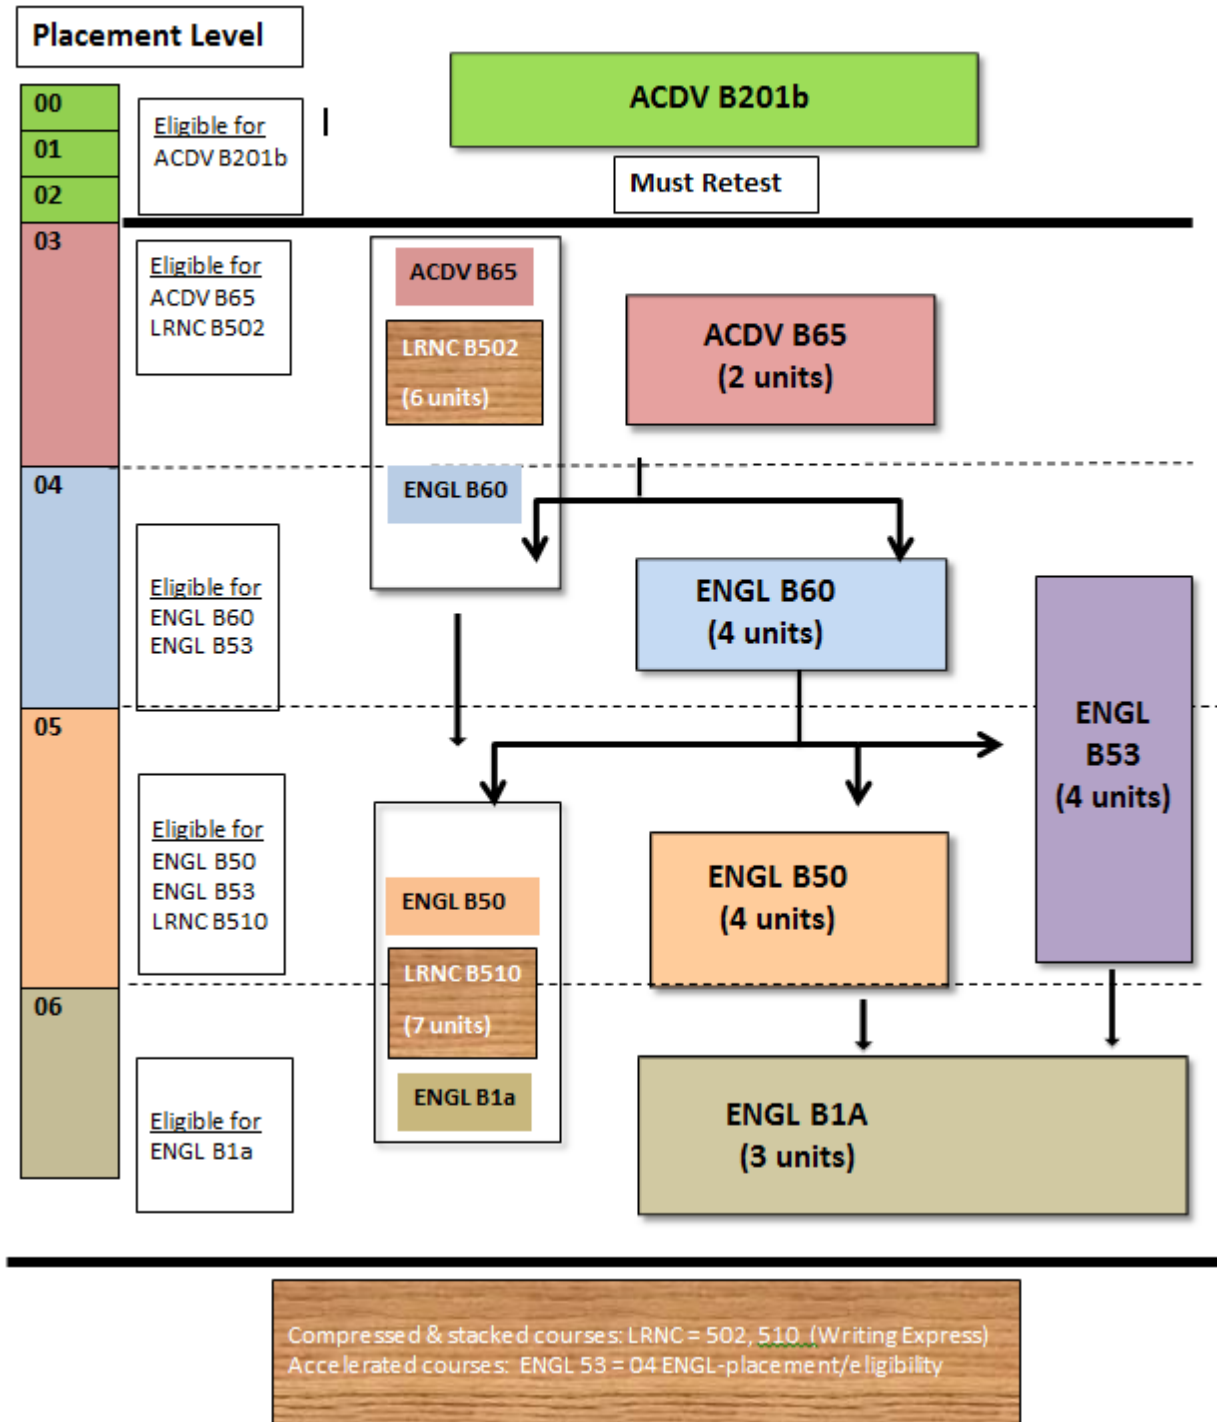 Placement Level
00
01
02
Eligible for
ACDV B201b
ACDV B201b
Must Retest
03
Eligible for
ACDV B65
LRNC B502
ACDV B65
LRNC B502
(6 units)
ACDV B65
(2 units)
04
ENGL B60
Eligible for
ENGL B60
ENGL B53
ENGL B60
(4 units)
ENGL
B53
(4 units)
05
Eligible for
ENGL B50
ENGL B53
LRNC B510
ENGL B50
LRNC B510
(7 units)
ENGL B1a
ENGL B50
(4 units)
06
Eligible for
ENGL B1a
ENGL B1A
(3 units)
Compressed & stacked courses: LRNC = 502, 510 (Writing Express)
Accelerated courses: ENGL 53 = 04 ENGL-placement/eligibility